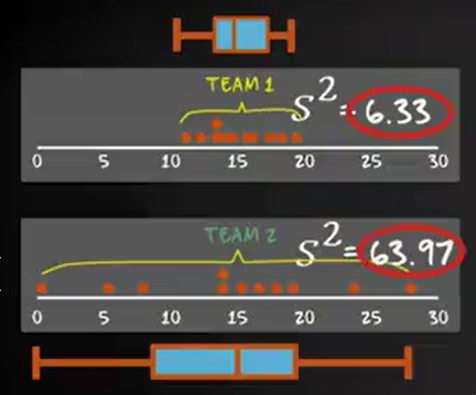 TEAM 1
S² = 6.33
0 5 10 15 20 25 30
TEAM 2
S² = 63.97
0 5 10 15 20 25 30